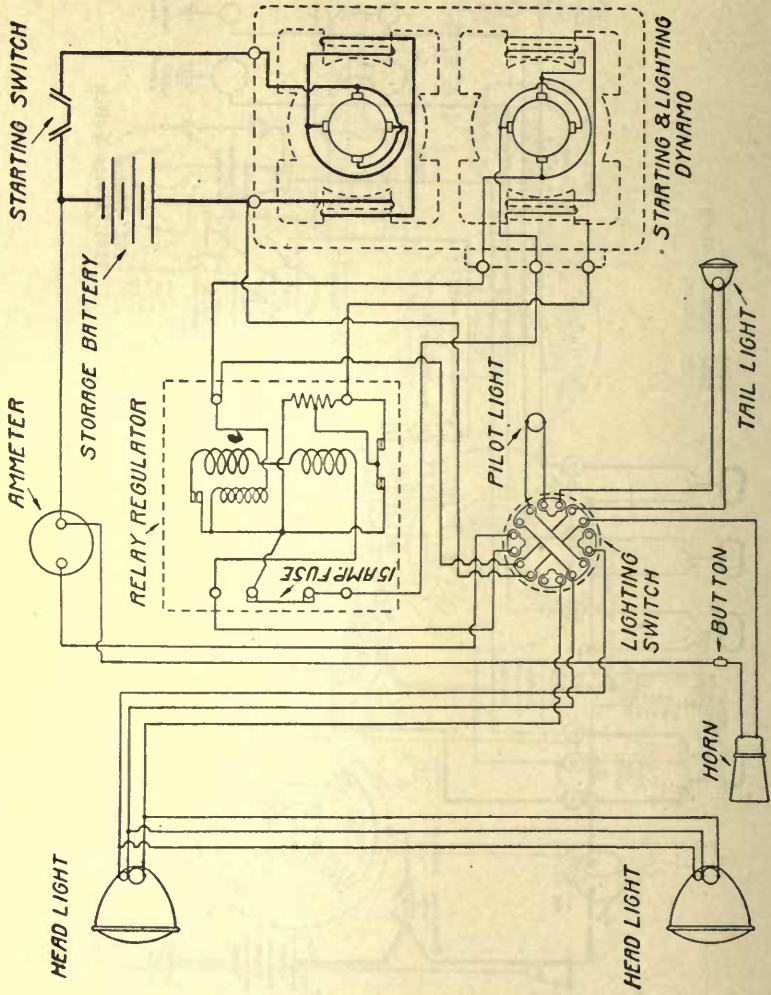 STARTING SWITCH
STORAGE BATTERY
AMMETER
RELAY REGULATOR
15 AMP. FUSE
STARTING & LIGHTING
DYNAMO
PILOT LIGHT
TAIL LIGHT
LIGHTING
SWITCH
BUTTON
HORN
HEAD LIGHT
HEAD LIGHT